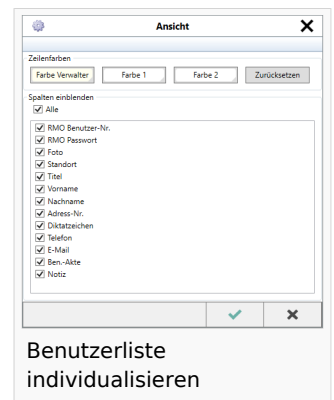 Ansicht
Zeilenfarben
Farbe Verwalter Farbe 1 Farbe 2 Zurücksetzen
Spalten einblenden
Alle
RMO Benutzer-Nr.
RMO Passwort
Foto
Standort
Titel
Vorname
Nachname
Adress-Nr.
Diktatzeichen
Telefon
E-Mail
Ben.-Akte
Notiz
Benutzerliste
individualisieren